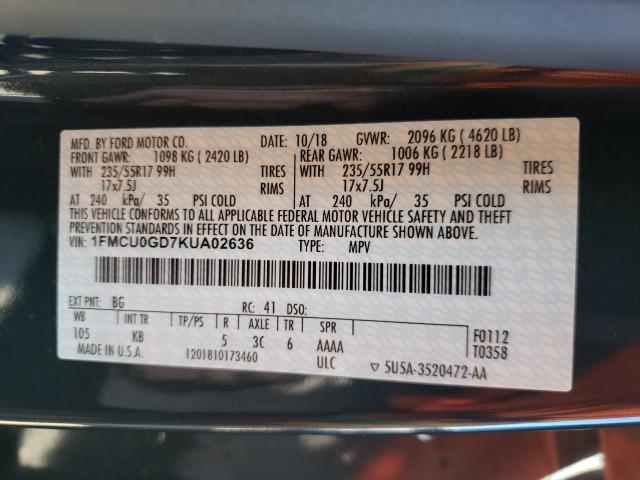 MFD. BY FORD MOTOR CO. DATE: 10/18 GVWR: 2096 KG (4620 LB)
FRONT GAWR: 1098 KG (2420 LB) REAR GAWR: 1006 KG (2218 LB)
WITH 235/55R17 99H TIRES WITH 235/55R17 99H TIRES
17x7.5J RIMS 17x7.5J RIMS
AT 240 kPa/ 35 PSI COLD AT 240 kPa/ 35 PSI COLD
THIS VEHICLE CONFORMS TO ALL APPLICABLE FEDERAL MOTOR VEHICLE SAFETY AND THEFT
PREVENTION STANDARDS IN EFFECT ON THE DATE OF MANUFACTURE SHOWN ABOVE.
VIN: 1FMCU0GD7KUA02636 TYPE: MPV
EXT PNT: BG RC: 41 DSO:
WB INT TR TP/PS R AXLE TR SPR F0112
105 KB 5 3C 6 AAAA T0358
MADE IN U.S.A. 1201810173460 ULC ▽ 5U5A-3520472-AA